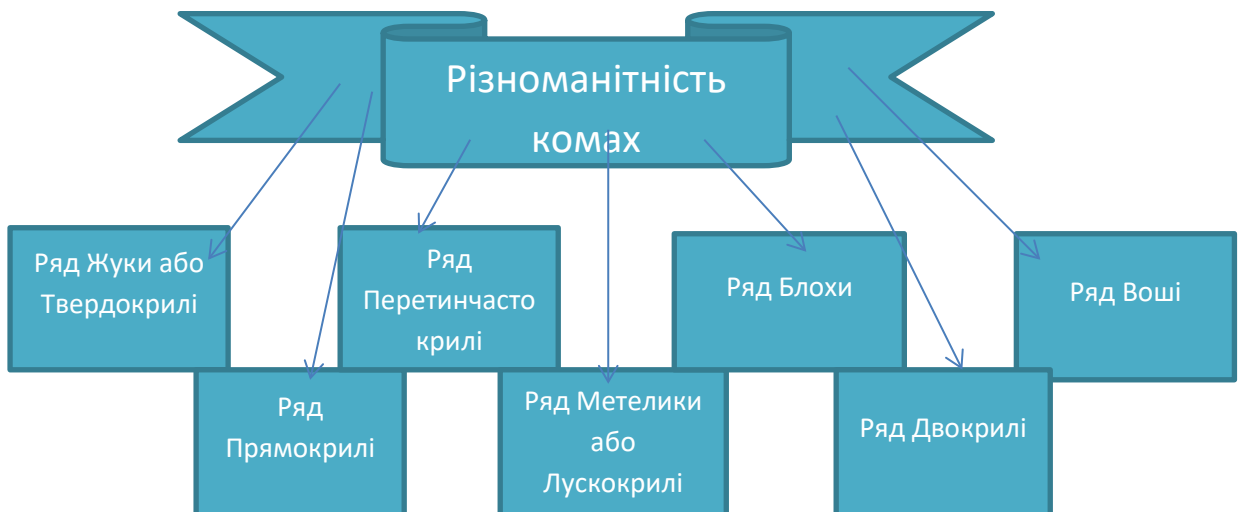 Різноманітність
комах
Ряд Жуки або
Твердокрилі
Ряд
Перетинчасто
крилі
Ряд Блохи
Ряд Воші
Ряд
Прямокрилі
Ряд Метелики
або
Лускокрилі
Ряд Двокрилі